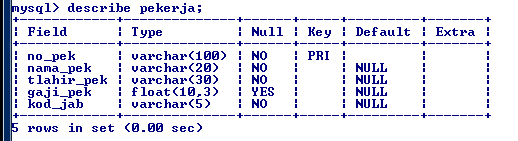 mysql> describe pekerja;
+------------+--------------+------+-----+---------+-------+
| Field | Type | Null | Key | Default | Extra |
+------------+--------------+------+-----+---------+-------+
| no_pek | varchar(100) | NO | PRI | | |
| nama_pek | varchar(20) | NO | | NULL | |
| tlahir_pek | varchar(30) | NO | | NULL | |
| gaji_pek | float(10,3) | YES | | NULL | |
| kod_jab | varchar(5) | NO | | NULL | |
+------------+--------------+------+-----+---------+-------+
5 rows in set (0.00 sec)